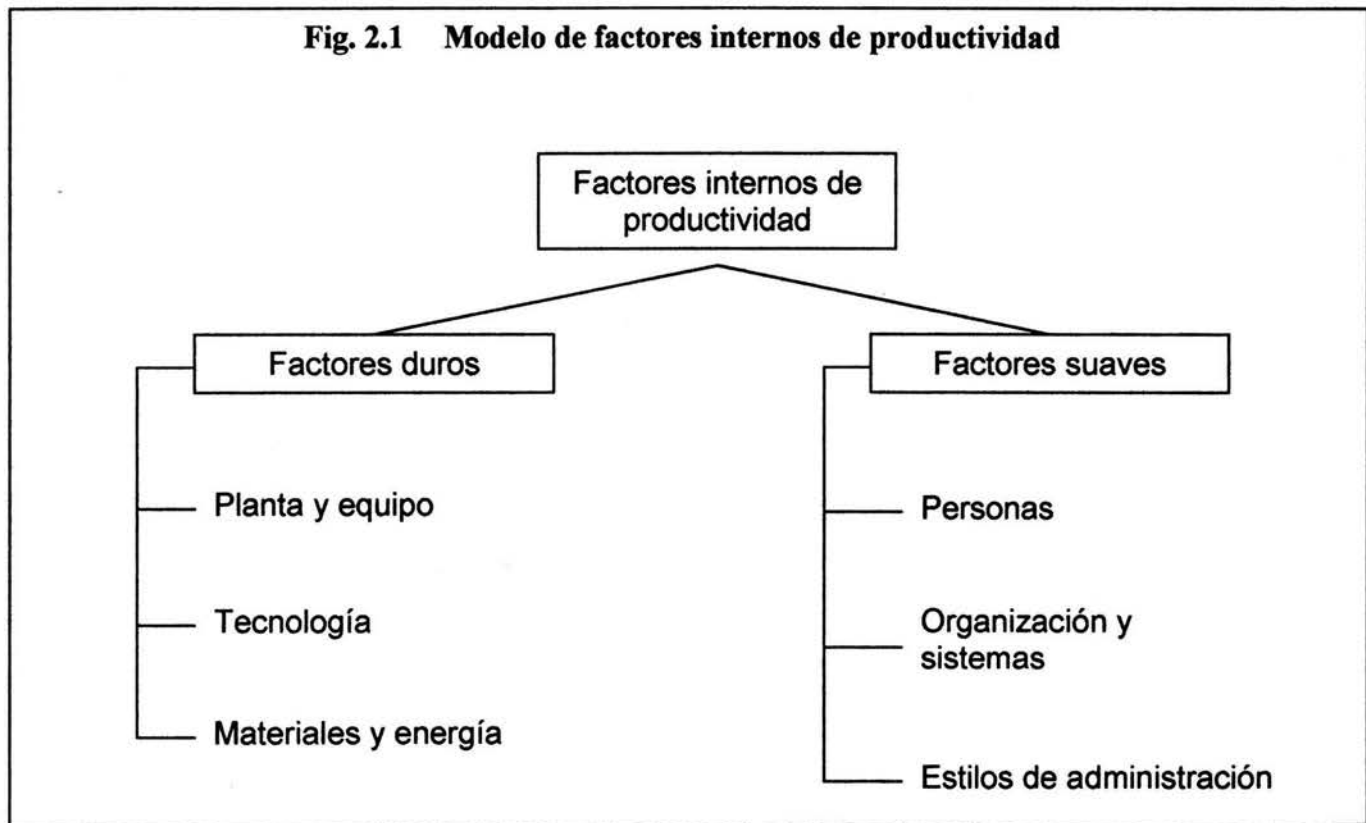 Fig. 2.1 Modelo de factores internos de productividad
Factores internos de
productividad
Factores duros
Planta y equipo
Tecnología
Materiales y energía
Factores suaves
Personas
Organización y
sistemas
Estilos de administración